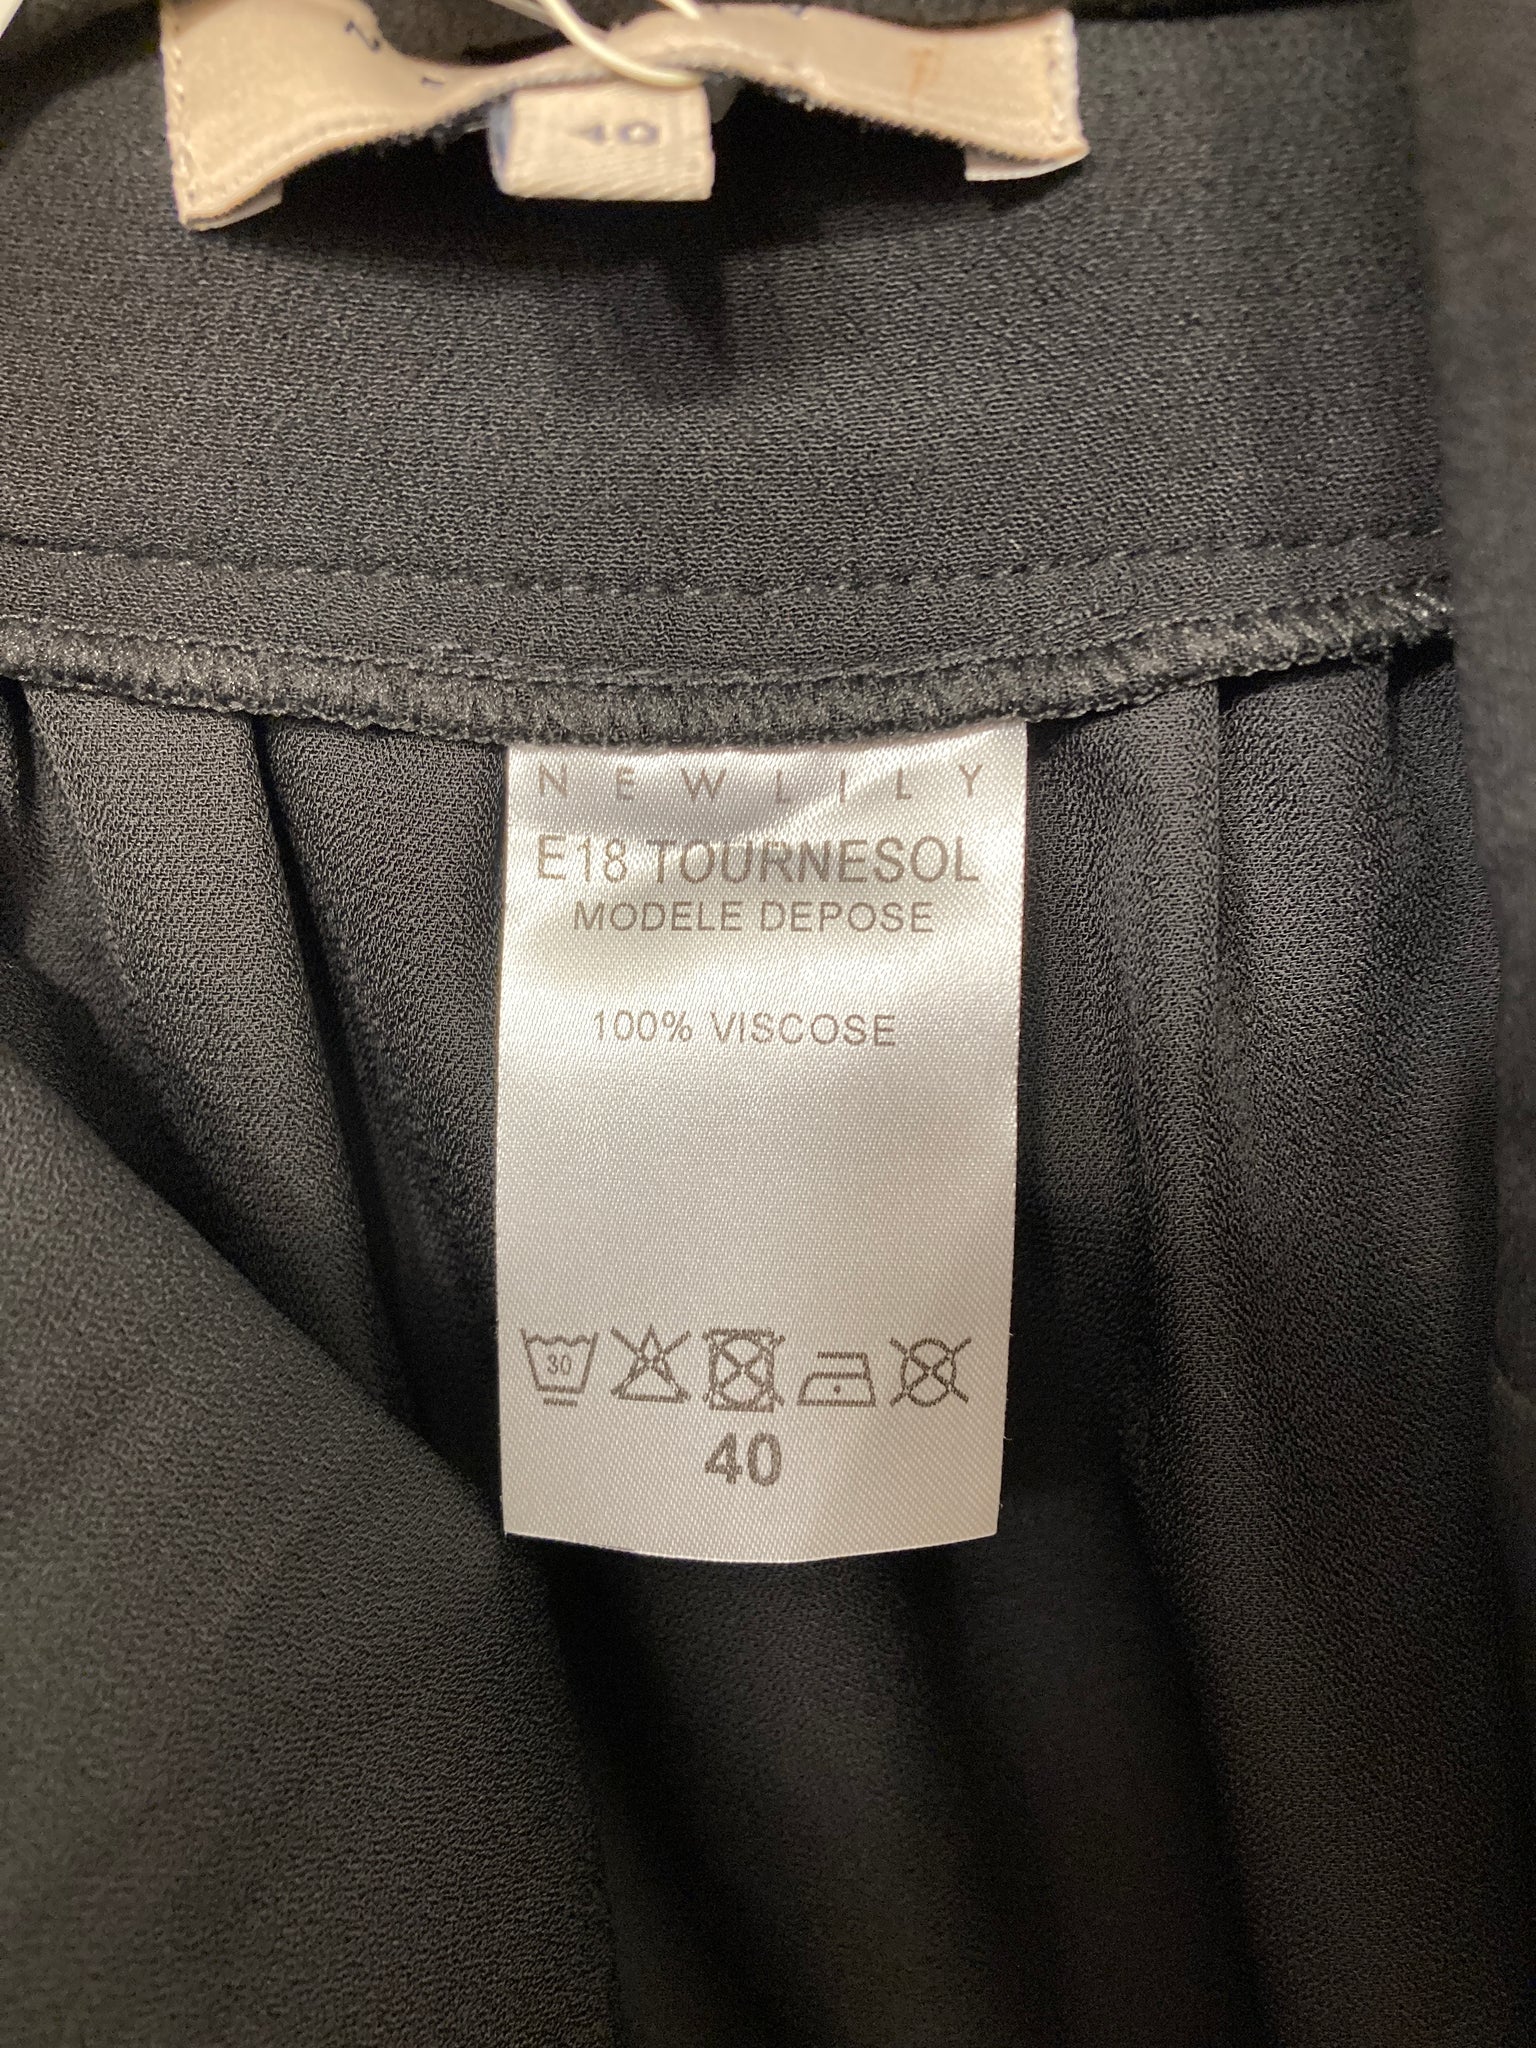 40
NEWLILY
E18 TOURNESOL
MODELE DEPOSE
100% VISCOSE
30
40